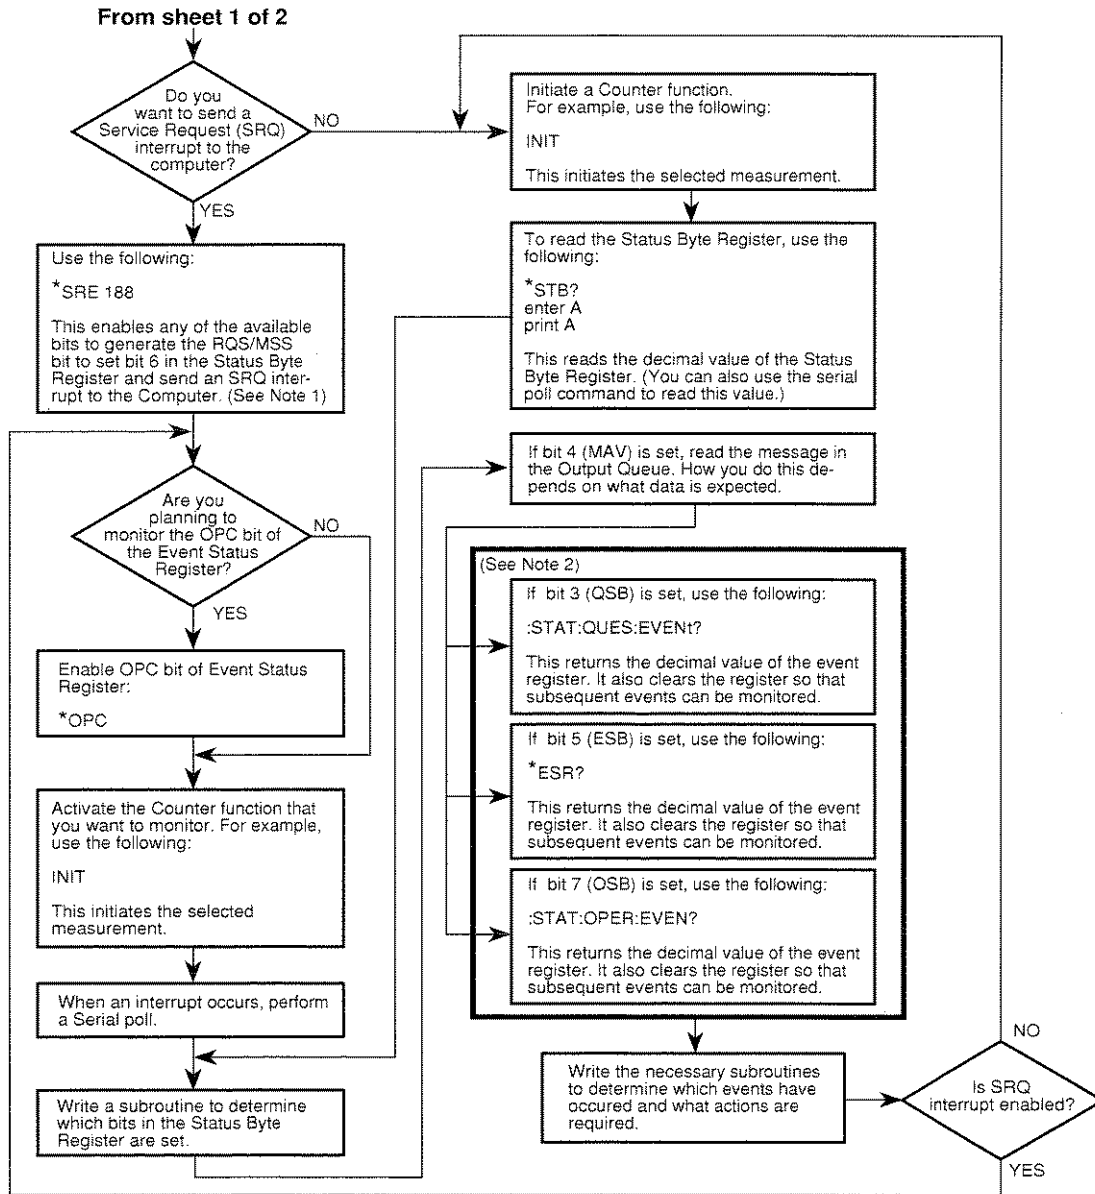 From sheet 1 of 2
Do you
want to send a
Service Request (SRQ)
interrupt to the
computer?
NO
YES
Use the following:
*SRE 188
This enables any of the available
bits to generate the RQS/MSS
bit to set bit 6 in the Status Byte
Register and send an SRQ inter-
rupt to the Computer. (See Note 1)
Are you
planning to
monitor the OPC bit of
the Event Status
Register?
NO
YES
Enable OPC bit of Event Status
Register:
*OPC
Activate the Counter function that
you want to monitor. For example,
use the following:
INIT
This initiates the selected
measurement.
When an interrupt occurs, perform
a Serial poll.
Write a subroutine to determine
which bits in the Status Byte
Register are set.
Initiate a Counter function.
For example, use the following:
INIT
This initiates the selected measurement.
To read the Status Byte Register, use the
following:
*STB?
enter A
print A
This reads the decimal value of the Status
Byte Register. (You can also use the serial
poll command to read this value.)
If bit 4 (MAV) is set, read the message in
the Output Queue. How you do this de-
pends on what data is expected.
(See Note 2)
If bit 3 (QSB) is set, use the following:
:STAT:QUES:EVENt?
This returns the decimal value of the event
register. It also clears the register so that
subsequent events can be monitored.
If bit 5 (ESB) is set, use the following:
*ESR?
This returns the decimal value of the event
register. It also clears the register so that
subsequent events can be monitored.
If bit 7 (OSB) is set, use the following:
:STAT:OPER:EVEN?
This returns the decimal value of the event
register. It also clears the register so that
subsequent events can be monitored.
Write the necessary subroutines
to determine which events have
occured and what actions are
required.
NO
Is SRQ
interrupt enabled?
YES